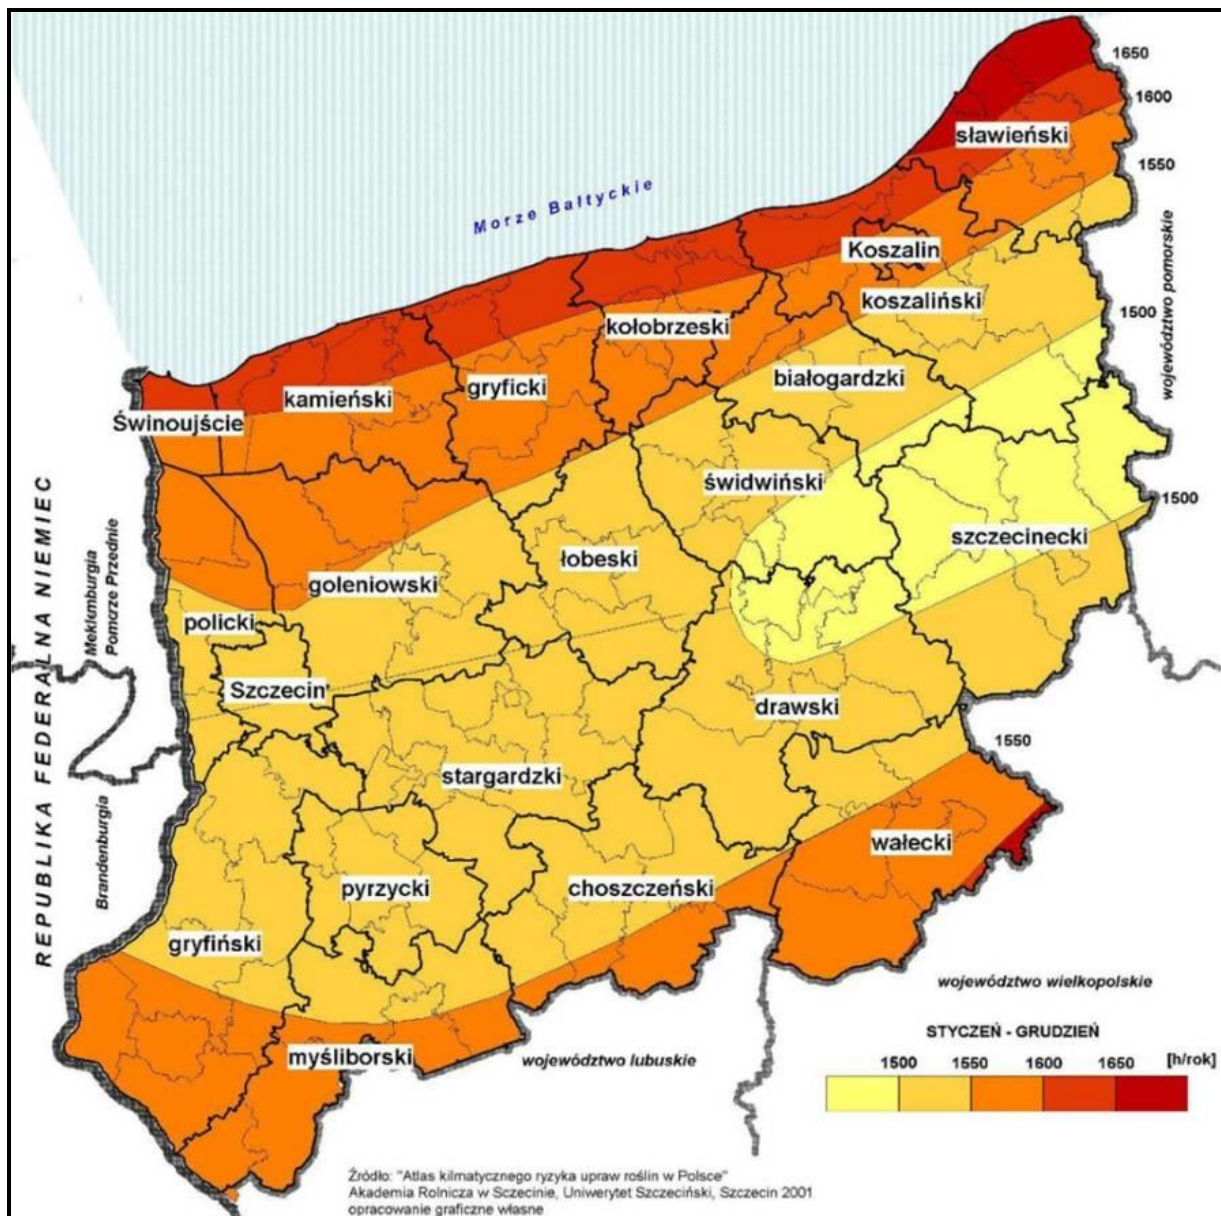 1650
1600
sławieński
1550
Morze Bałtyckie
województwo pomorskie
Koszalin
koszaliński
1500
kołobrzeski
białogardzki
gryficki
kamieński
Świnoujście
świdwiński
1500
szczecinecki
łobeski
goleniowski
REPUBLIKA FEDERALNA NIEMIEC
Meklemburgia
Pomorze Przednie
policki
Szczecin
drawski
1550
stargardzki
Brandenburgia
wałecki
pyrzycki
choszczeński
gryfiński
województwo wielkopolskie
myśliborski
województwo lubuskie
STYCZEŃ - GRUDZIEŃ
1500 1550 1600 1650 [h/rok]
Źródło: "Atlas kilmatycznego ryzyka upraw roślin w Polsce"
Akademia Rolnicza w Sczecinie, Uniwerytet Szczeciński, Szczecin 2001
opracowanie graficzne własne